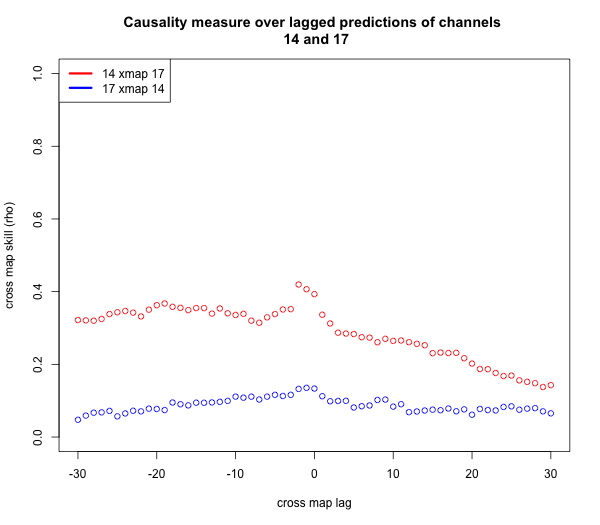 Causality measure over lagged predictions of channels
14 and 17
14 xmap 17
17 xmap 14
cross map skill (rho)
1.0
0.8
0.6
0.4
0.2
0.0
-30 -20 -10 0 10 20 30
cross map lag